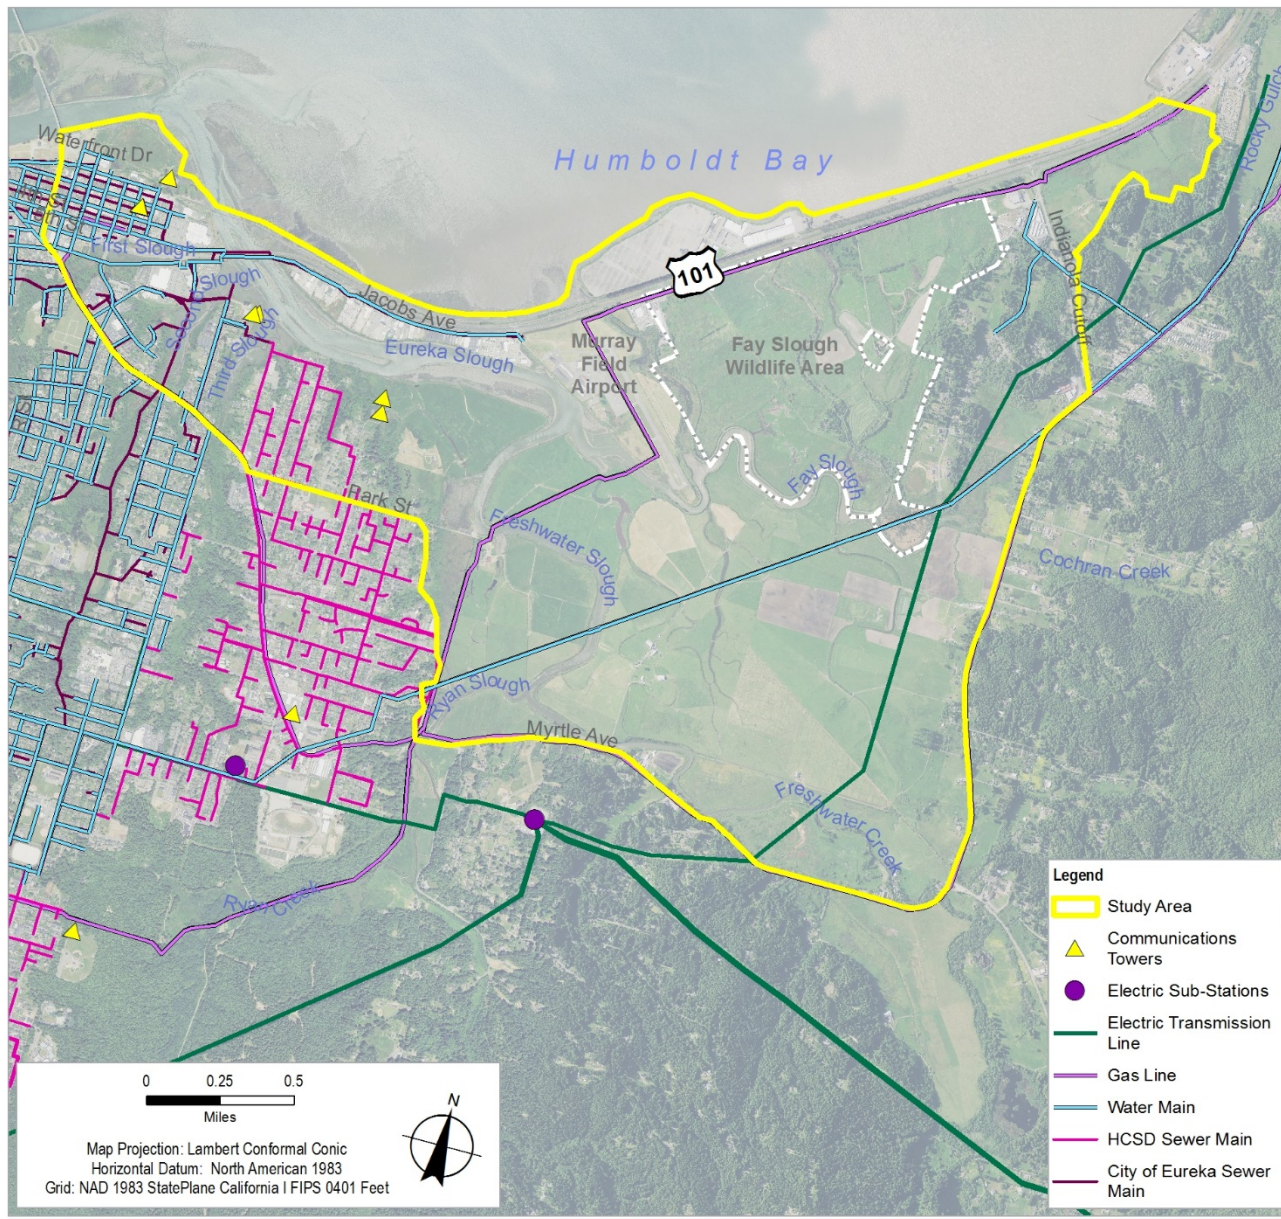 Waterfront Dr
Humboldt Bay
Rocky Gulch
4th St
5th St
First Slough
Second Slough
Third Slough
Jacobs Ave
Eureka Slough
101
Indianola Cutoff
Murray
Field
Airport
Fay Slough
Wildlife Area
Fay Slough
Park St
Freshwater Slough
Cochran Creek
Ryan Slough
Myrtle Ave
Freshwater Creek
Ryan Creek
Legend
Study Area
Communications
Towers
Electric Sub-Stations
Electric Transmission
Line
Gas Line
Water Main
HCSD Sewer Main
City of Eureka Sewer
Main
0 0.25 0.5
Miles
N
Map Projection: Lambert Conformal Conic
Horizontal Datum: North American 1983
Grid: NAD 1983 StatePlane California I FIPS 0401 Feet